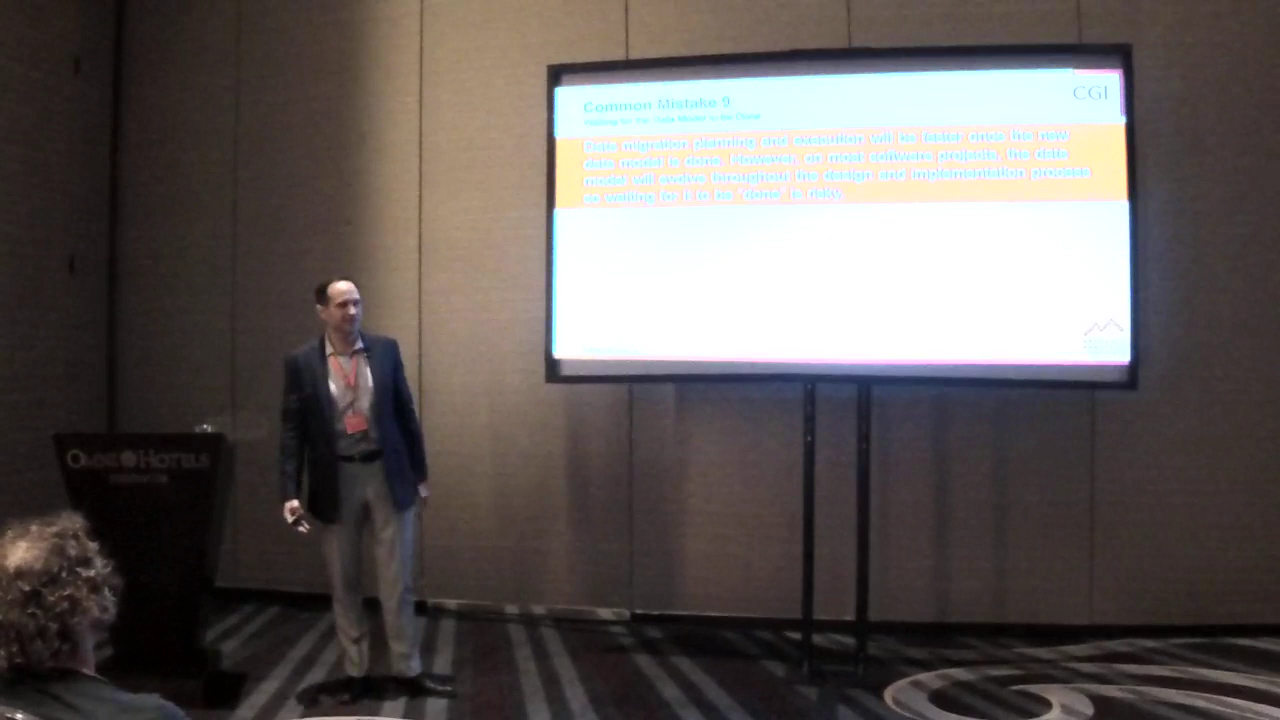 Common Mistake 9
Waiting for the Data Model to be Done
CGI
Data migration planning and execution will be faster once the new
data model is done. However, on most software projects, the data
model will evolve throughout the design and implementation process
so waiting for it to be "done" is risky.
OMNI HOTELS